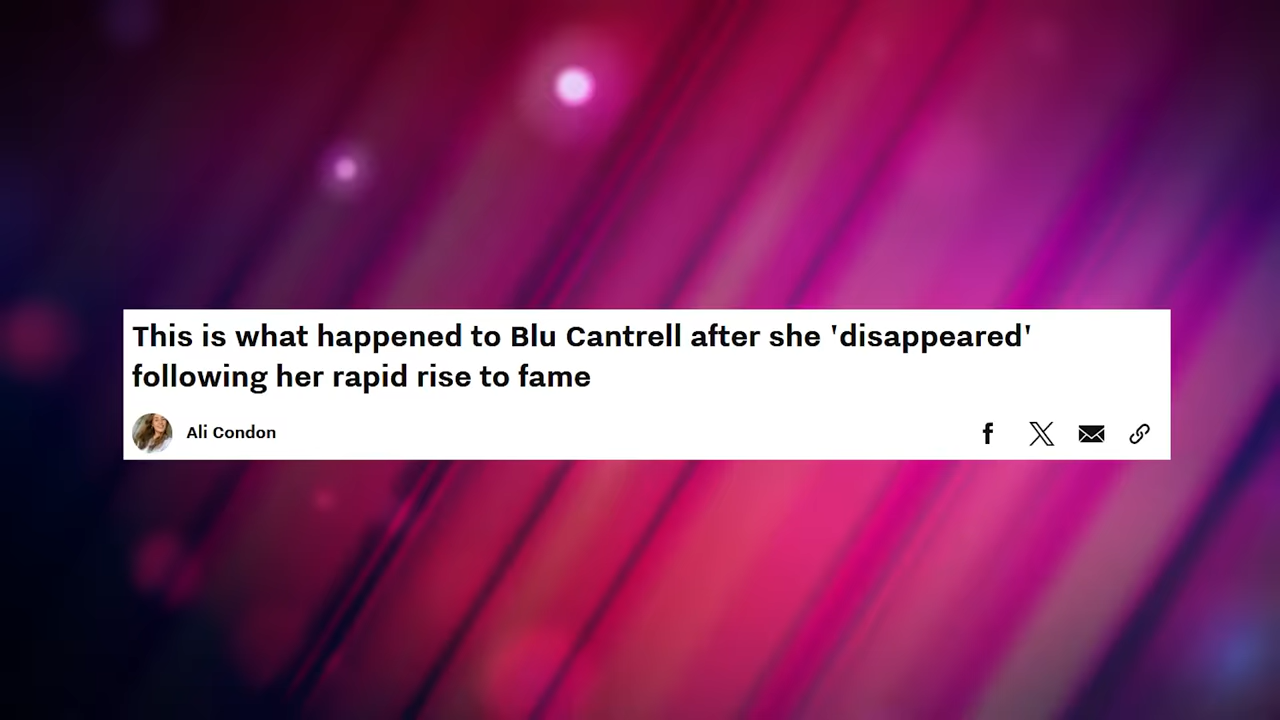 This is what happened to Blu Cantrell after she 'disappeared'
following her rapid rise to fame
Ali Condon